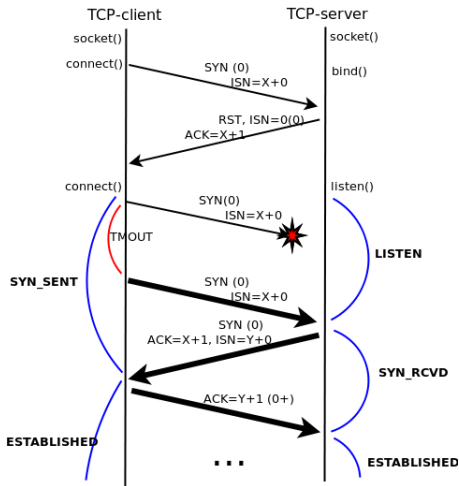 TCP-client
TCP-server
socket()
socket()
connect()
bind()
SYN (0)
ISN=X+0
RST, ISN=0(0)
ACK=X+1
connect()
listen()
SYN(0)
ISN=X+0
TMOUT
LISTEN
SYN_SENT
SYN (0)
ISN=X+0
SYN (0)
ACK=X+1, ISN=Y+0
SYN_RCVD
ACK=Y+1 (0+)
ESTABLISHED
ESTABLISHED
...